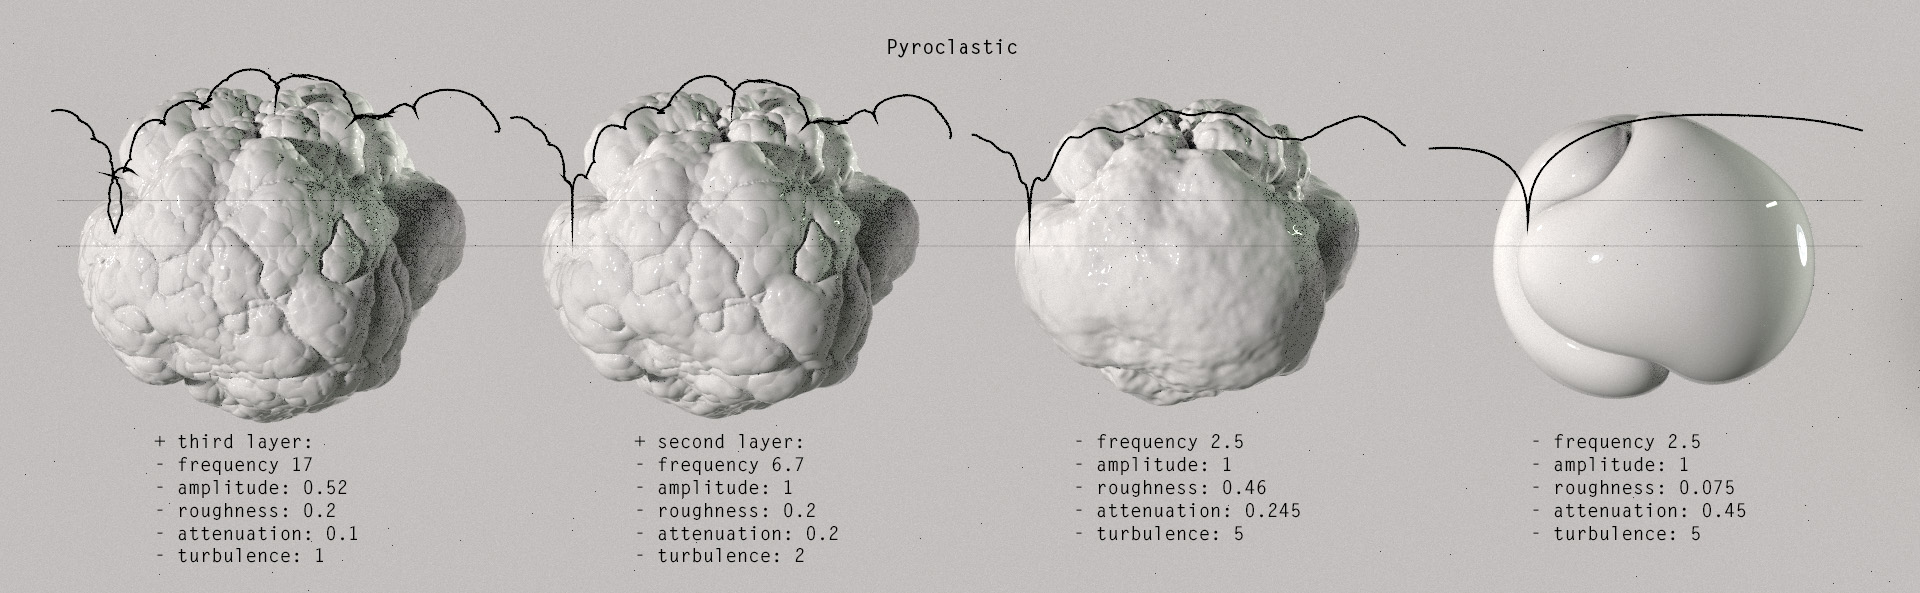 Pyroclastic
+ third layer:
- frequency 17
- amplitude: 0.52
- roughness: 0.2
- attenuation: 0.1
- turbulence: 1
+ second layer:
- frequency 6.7
- amplitude: 1
- roughness: 0.2
- attenuation: 0.2
- turbulence: 2
- frequency 2.5
- amplitude: 1
- roughness: 0.46
- attenuation: 0.245
- turbulence: 5
- frequency 2.5
- amplitude: 1
- roughness: 0.075
- attenuation: 0.45
- turbulence: 5